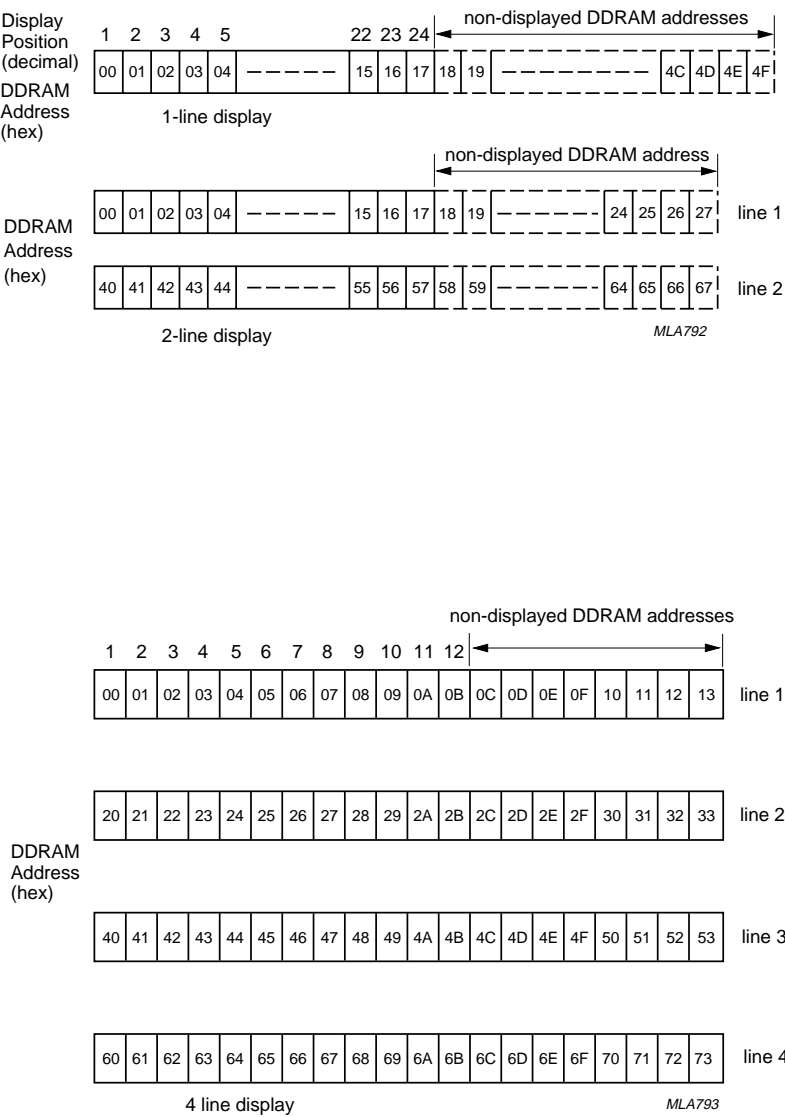 non-displayed DDRAM addresses
Display
Position
(decimal)
1 2 3 4 5 22 23 24
DDRAM
Address
(hex)
00 01 02 03 04 15 16 17 18 19 4C 4D 4E 4F
1-line display
non-displayed DDRAM address
DDRAM
Address
(hex)
00 01 02 03 04 15 16 17 18 19 24 25 26 27 line 1
40 41 42 43 44 55 56 57 58 59 64 65 66 67 line 2
2-line display
MLA792
non-displayed DDRAM addresses
1 2 3 4 5 6 7 8 9 10 11 12
00 01 02 03 04 05 06 07 08 09 0A 0B 0C 0D 0E 0F 10 11 12 13 line 1
20 21 22 23 24 25 26 27 28 29 2A 2B 2C 2D 2E 2F 30 31 32 33 line 2
DDRAM
Address
(hex)
40 41 42 43 44 45 46 47 48 49 4A 4B 4C 4D 4E 4F 50 51 52 53 line 3
60 61 62 63 64 65 66 67 68 69 6A 6B 6C 6D 6E 6F 70 71 72 73 line 4
4 line display
MLA793